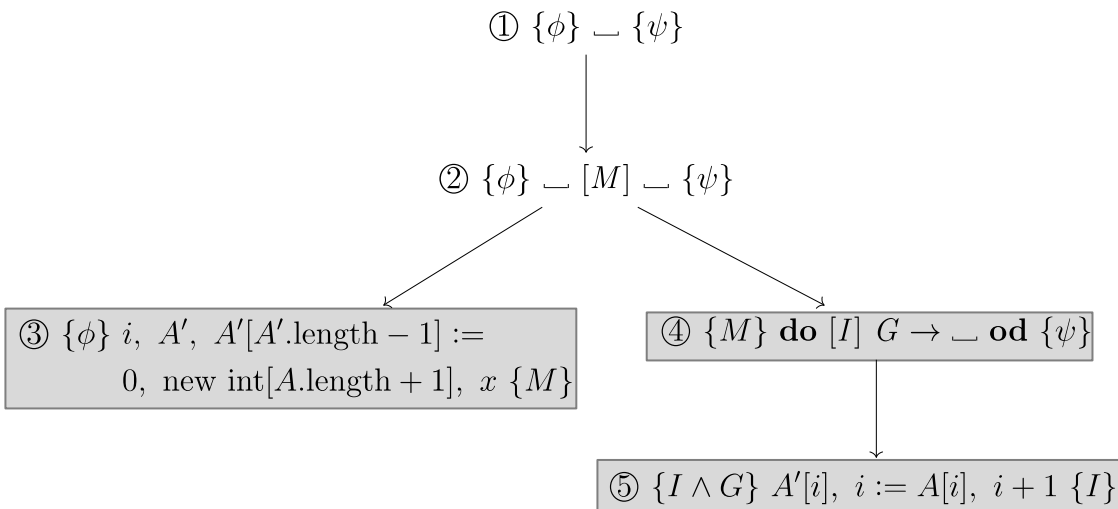 ① {ϕ} ⎵ {ψ}
② {ϕ} ⎵ [M] ⎵ {ψ}
③ {ϕ} i, A′, A′[A′.length − 1] :=
0, new int[A.length + 1], x {M}
④ {M} do [I] G → ⎵ od {ψ}
⑤ {I ∧ G} A′[i], i := A[i], i + 1 {I}